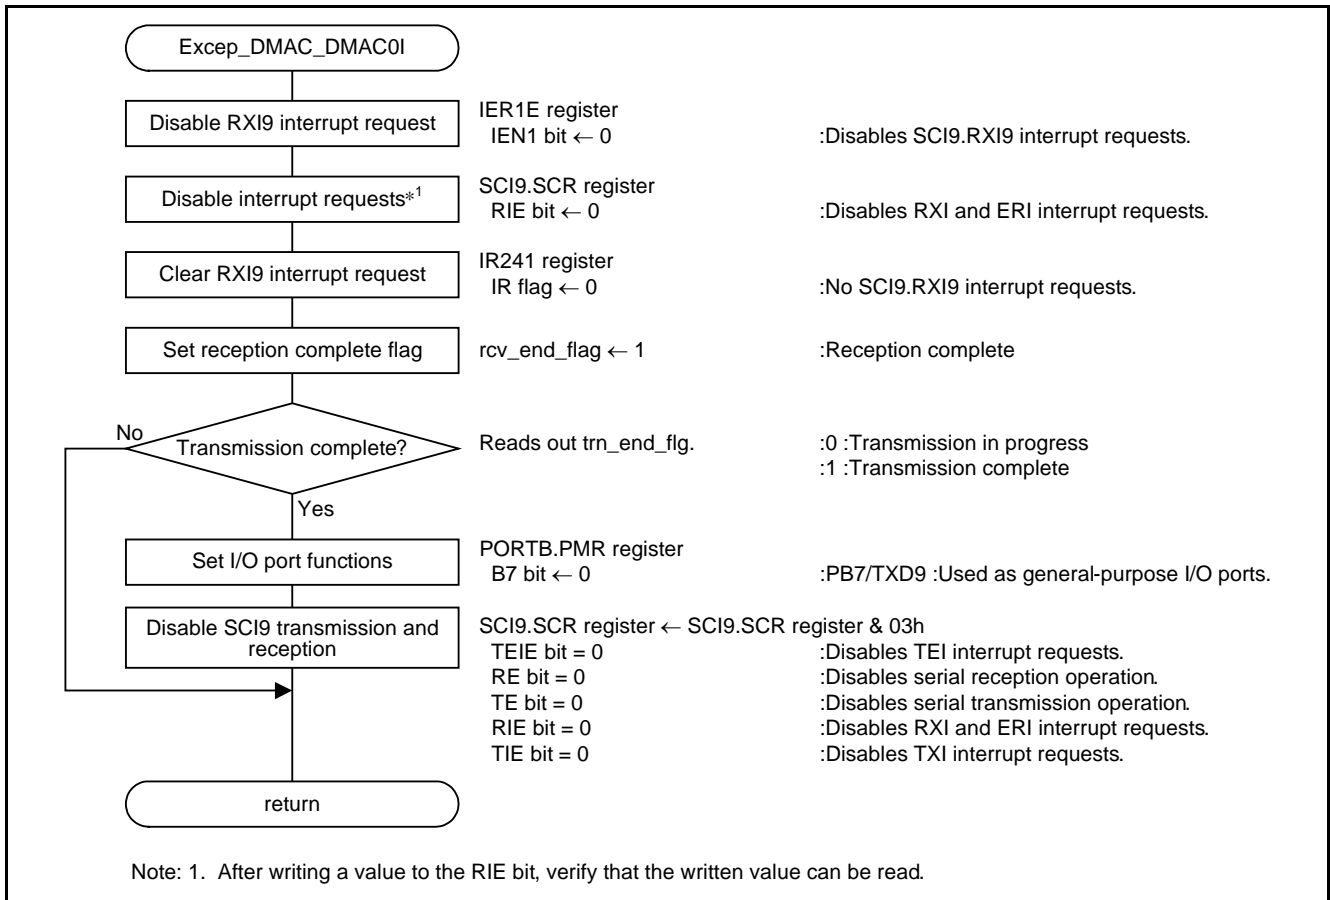 Excep_DMAC_DMAC0I
Disable RXI9 interrupt request
IER1E register
IEN1 bit ← 0 :Disables SCI9.RXI9 interrupt requests.
Disable interrupt requests*1
SCI9.SCR register
RIE bit ← 0 :Disables RXI and ERI interrupt requests.
Clear RXI9 interrupt request
IR241 register
IR flag ← 0 :No SCI9.RXI9 interrupt requests.
Set reception complete flag
rcv_end_flag ← 1 :Reception complete
No
Transmission complete?
Reads out trn_end_flg. :0 :Transmission in progress
:1 :Transmission complete
Yes
Set I/O port functions
PORTB.PMR register
B7 bit ← 0 :PB7/TXD9 :Used as general-purpose I/O ports.
Disable SCI9 transmission and
reception
SCI9.SCR register ← SCI9.SCR register & 03h
TEIE bit = 0 :Disables TEI interrupt requests.
RE bit = 0 :Disables serial reception operation.
TE bit = 0 :Disables serial transmission operation.
RIE bit = 0 :Disables RXI and ERI interrupt requests.
TIE bit = 0 :Disables TXI interrupt requests.
return
Note: 1. After writing a value to the RIE bit, verify that the written value can be read.